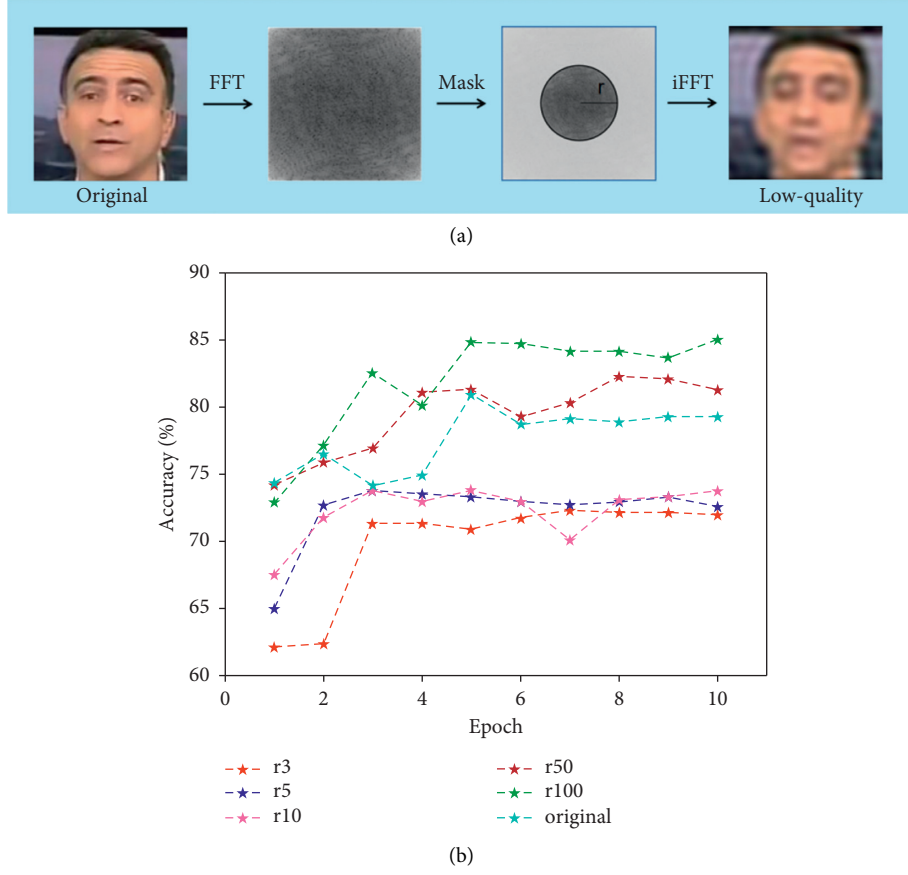 FFT
Mask
r
iFFT
Original
Low-quality
(a)
90
85
80
75
70
65
60
Accuracy (%)
0
2
4
6
8
10
Epoch
r3
r5
r10
r50
r100
original
(b)